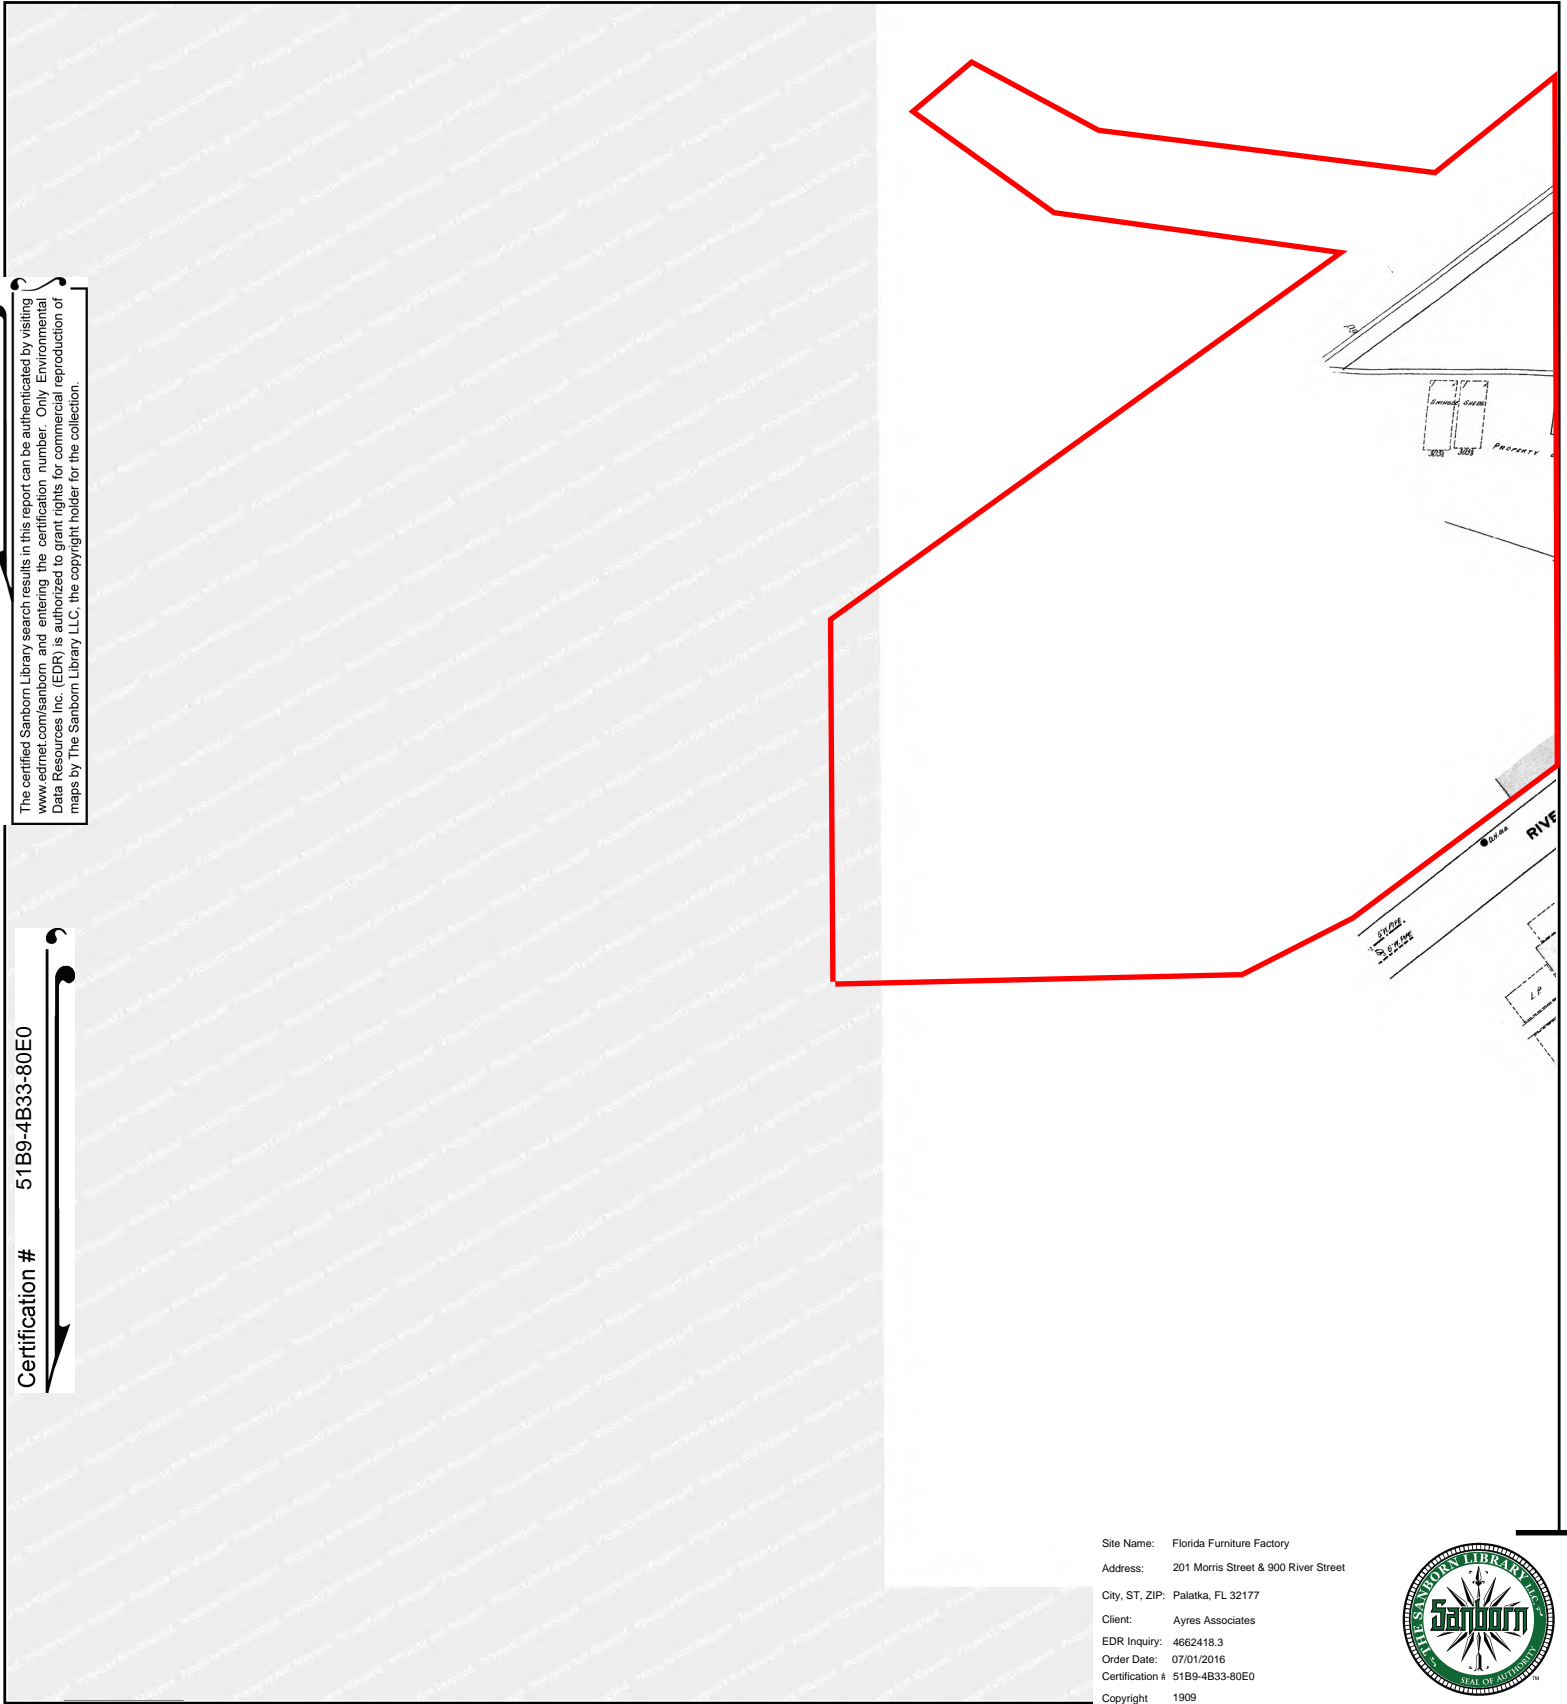 The certified Sanborn Library search results in this report can be authenticated by visiting
www.edrnet.com/sanborn and entering the certification number. Only Environmental
Data Resources Inc. (EDR) is authorized to grant rights for commercial reproduction of
maps by The Sanborn Library LLC, the copyright holder for the collection.
Certification # 51B9-4B33-80E0
SHINGLE SHEDS
PROPERTY
RIVE
G.W. PIPE
L.P
Property Not Mapped
Site Name: Florida Furniture Factory
Address: 201 Morris Street & 900 River Street
City, ST, ZIP: Palatka, FL 32177
Client: Ayres Associates
EDR Inquiry: 4662418.3
Order Date: 07/01/2016
Certification # 51B9-4B33-80E0
Copyright 1909
THE SANBORN LIBRARY, LLC
Sanborn
SEAL OF AUTHORITY
TM